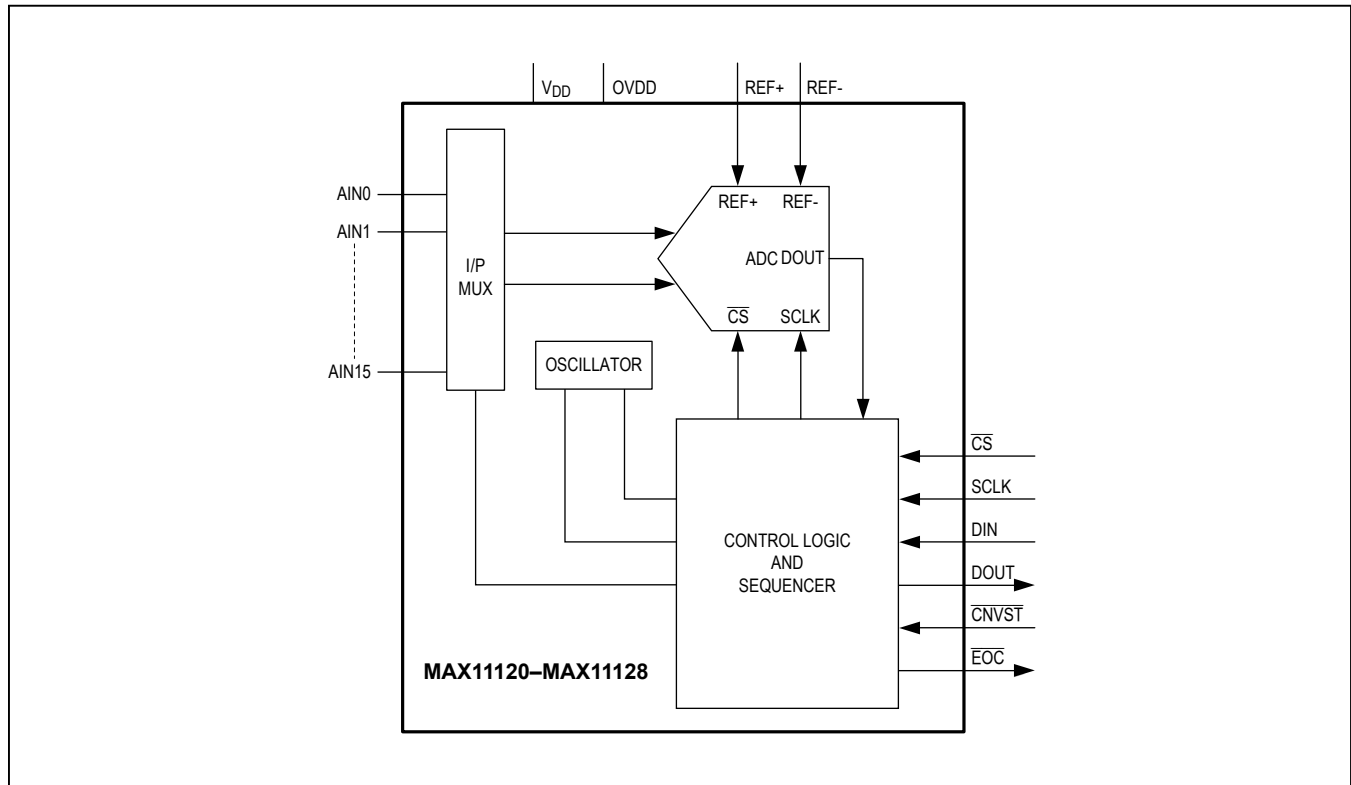 VDD
OVDD
REF+
REF-
AIN0
AIN1
AIN15
I/P
MUX
REF+
REF-
ADC
DOUT
CS
SCLK
OSCILLATOR
CONTROL LOGIC
AND
SEQUENCER
CS
SCLK
DIN
DOUT
CNVST
EOC
MAX11120–MAX11128